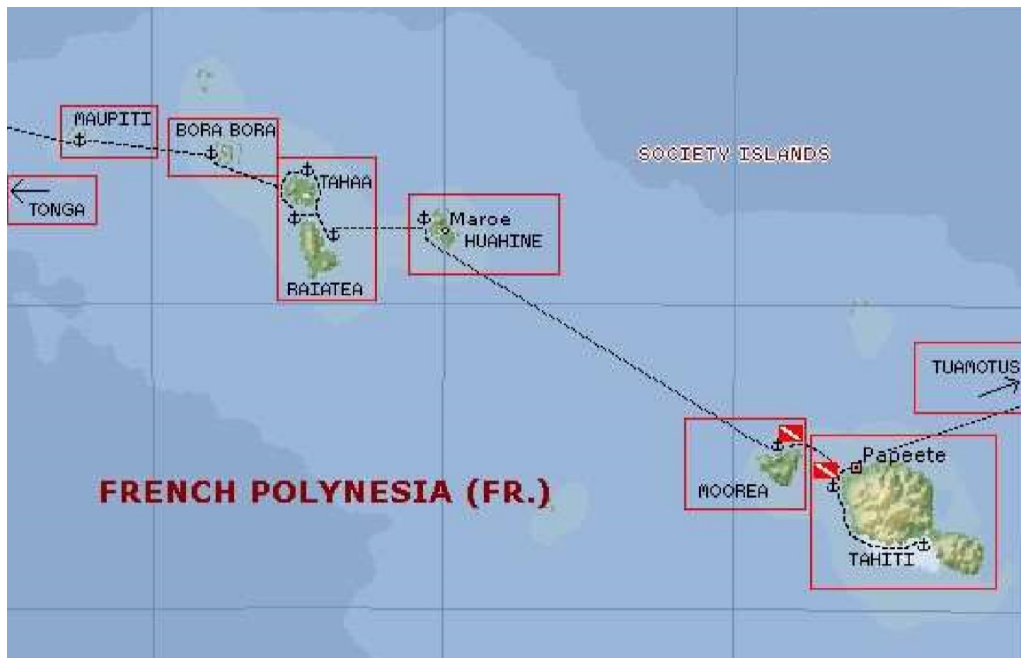 MAUPITI
BORA BORA
SOCIETY ISLANDS
TAHAA
TONGA
Maroe
HUAHINE
RAIATEA
TUAMOTUS
Papeete
MOOREA
FRENCH POLYNESIA (FR.)
TAHITI